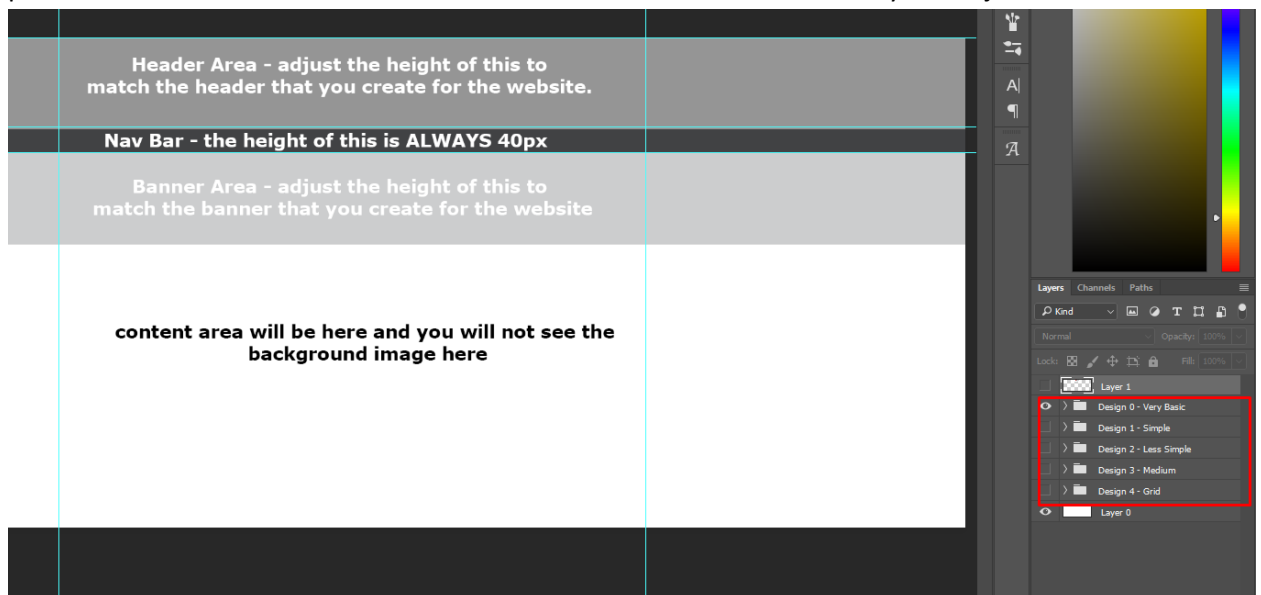 Header Area - adjust the height of this to
match the header that you create for the website.
Nav Bar - the height of this is ALWAYS 40px
Banner Area - adjust the height of this to
match the banner that you create for the website
content area will be here and you will not see the
background image here
A|
¶
A
Layers Channels Paths
Kind T
Normal Opacity: 100%
Lock: Fill: 100%
Layer 1
Design 0 - Very Basic
Design 1 - Simple
Design 2 - Less Simple
Design 3 - Medium
Design 4 - Grid
Layer 0